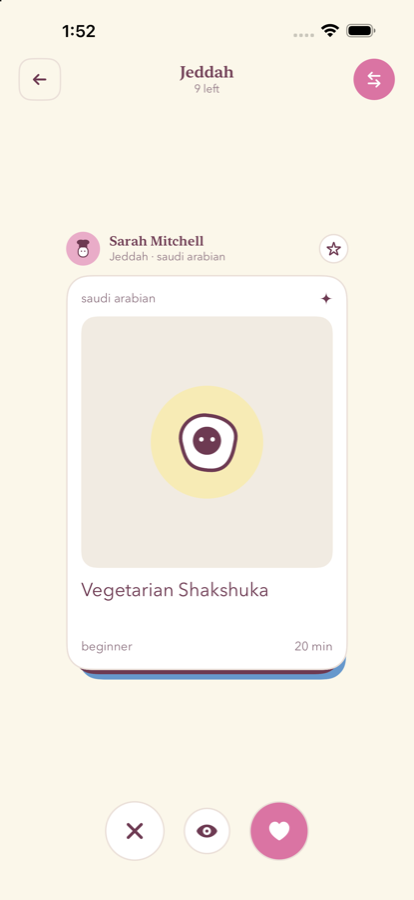 1:52
Jeddah
9 left
Sarah Mitchell
Jeddah · saudi arabian
saudi arabian
Vegetarian Shakshuka
beginner
20 min